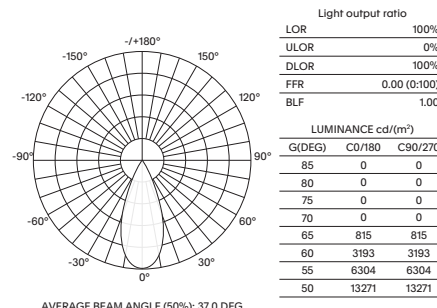 -/+180°
-150°
150°
-120°
120°
-90°
90°
-60°
60°
-30°
30°
0°
AVERAGE BEAM ANGLE (50%): 37.0 DEG
Light output ratio
LOR 100%
ULOR 0%
DLOR 100%
FFR 0.00 (0:100)
BLF 1.00
LUMINANCE cd/(m²)
G(DEG) C0/180 C90/270
85 0 0
80 0 0
75 0 0
70 0 0
65 815 815
60 3193 3193
55 6304 6304
50 13271 13271